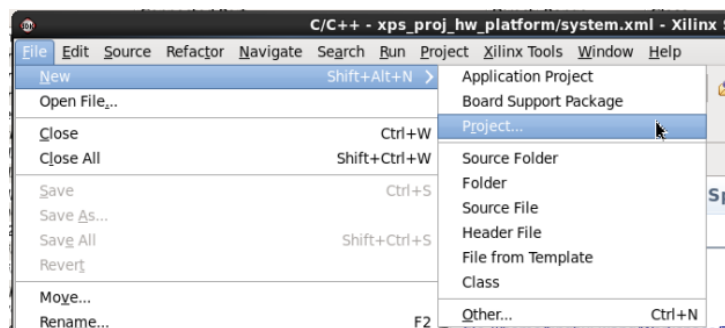 C/C++ - xps_proj_hw_platform/system.xml - Xilinx
File Edit Source Refactor Navigate Search Run Project Xilinx Tools Window Help
New Shift+Alt+N
Open File...
Close Ctrl+W
Close All Shift+Ctrl+W
Save Ctrl+S
Save As...
Save All Shift+Ctrl+S
Revert
Move...
Rename... F2
Application Project
Board Support Package
Project...
Source Folder
Folder
Source File
Header File
File from Template
Class
Other... Ctrl+N
Sp